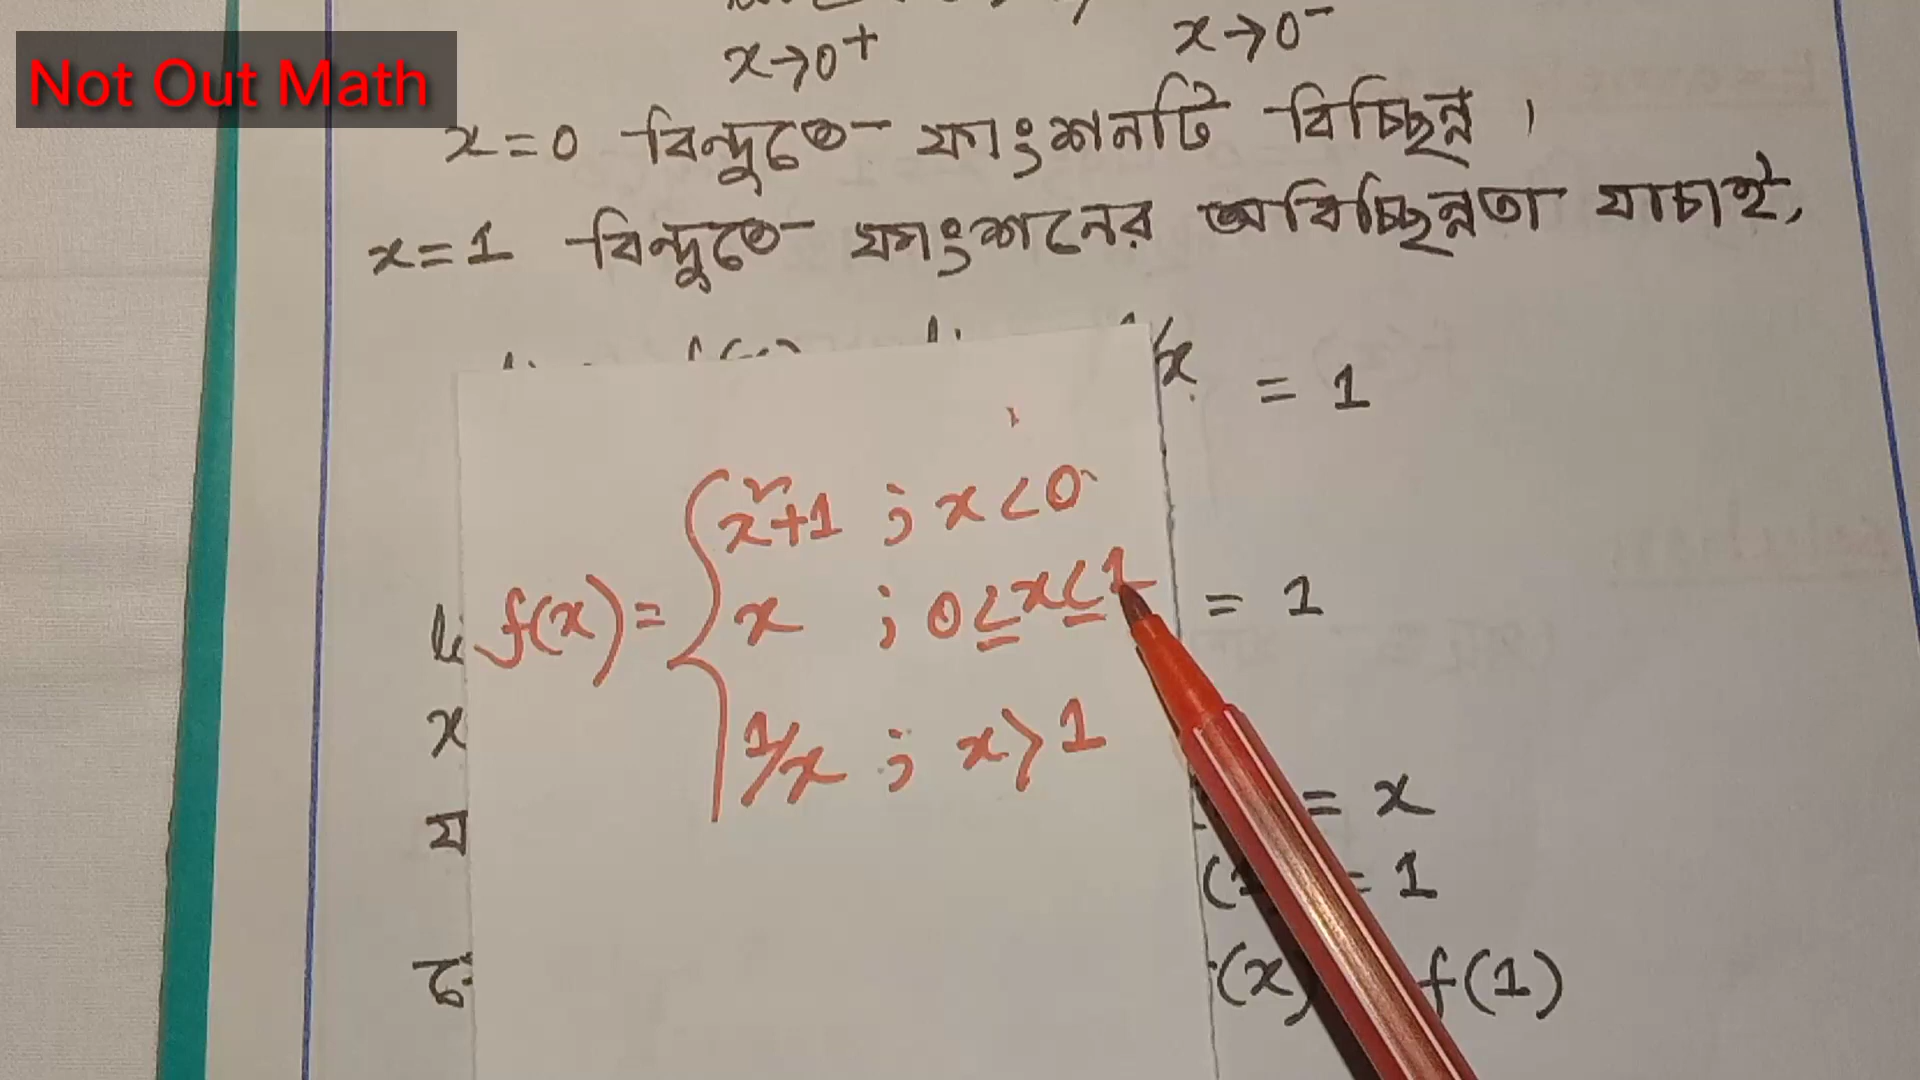 Not Out Math
x→0⁺ x→0⁻
x=0 বিন্দুতে ফাংশনটি বিচ্ছিন্ন ।
x=1 বিন্দুতে ফাংশনের অবিচ্ছিন্নতা যাচাই,
/x = 1
f(x) = { x²+1 ; x<0
x ; 0≤x≤1
1/x ; x>1
= 1
x
= x
= 1
(x) f(1)